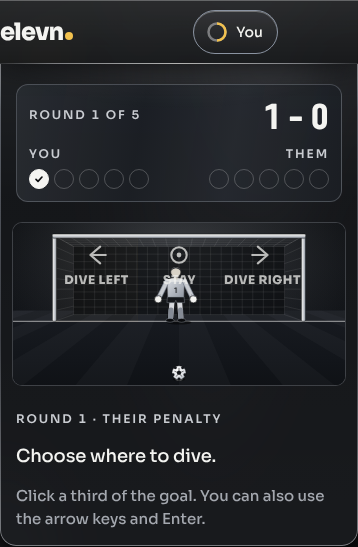 elevn.
You
ROUND 1 OF 5
1 - 0
YOU
THEM
DIVE LEFT
STAY
DIVE RIGHT
1
ROUND 1 · THEIR PENALTY
Choose where to dive.
Click a third of the goal. You can also use
the arrow keys and Enter.